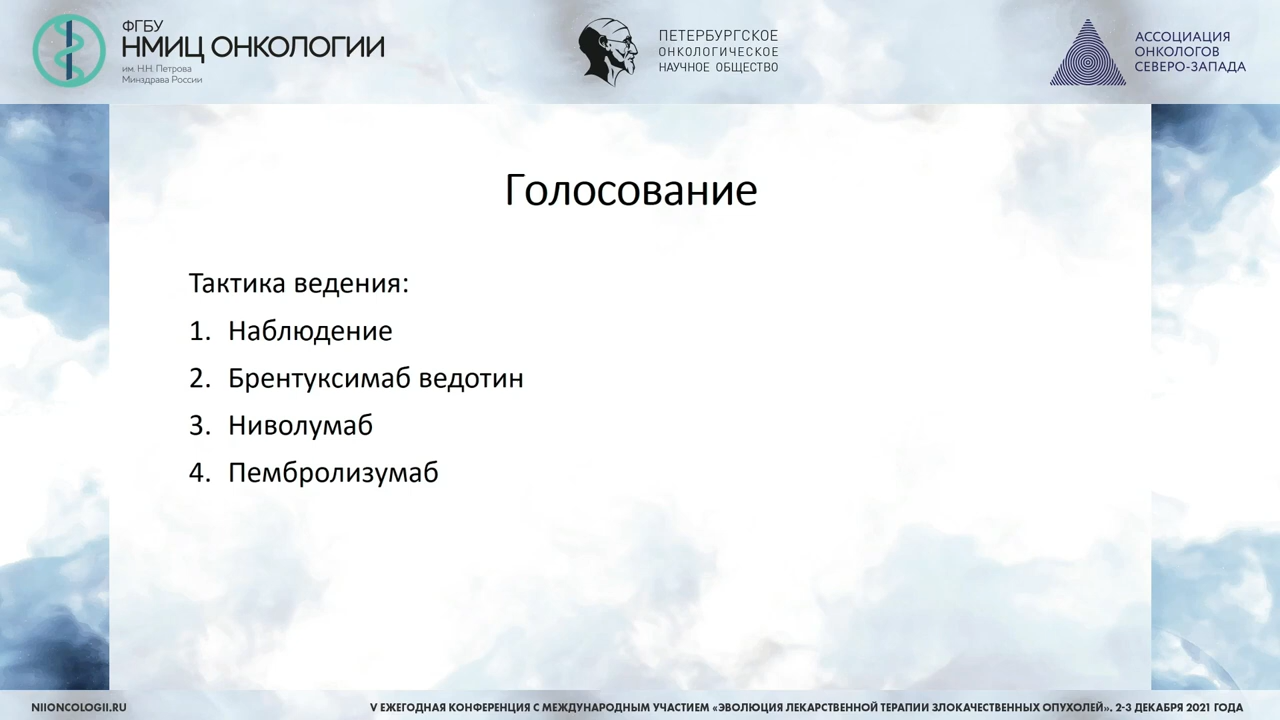 ФГБУ
НМИЦ ОНКОЛОГИИ
им. Н.Н. Петрова
Минздрава России
ПЕТЕРБУРГСКОЕ
ОНКОЛОГИЧЕСКОЕ
НАУЧНОЕ ОБЩЕСТВО
АССОЦИАЦИЯ
ОНКОЛОГОВ
СЕВЕРО-ЗАПАДА
Голосование
Тактика ведения:
1. Наблюдение
2. Брентуксимаб ведотин
3. Ниволумаб
4. Пембролизумаб
NIIONCOLOGII.RU
V ЕЖЕГОДНАЯ КОНФЕРЕНЦИЯ С МЕЖДУНАРОДНЫМ УЧАСТИЕМ «ЭВОЛЮЦИЯ ЛЕКАРСТВЕННОЙ ТЕРАПИИ ЗЛОКАЧЕСТВЕННЫХ ОПУХОЛЕЙ». 2-3 ДЕКАБРЯ 2021 ГОДА